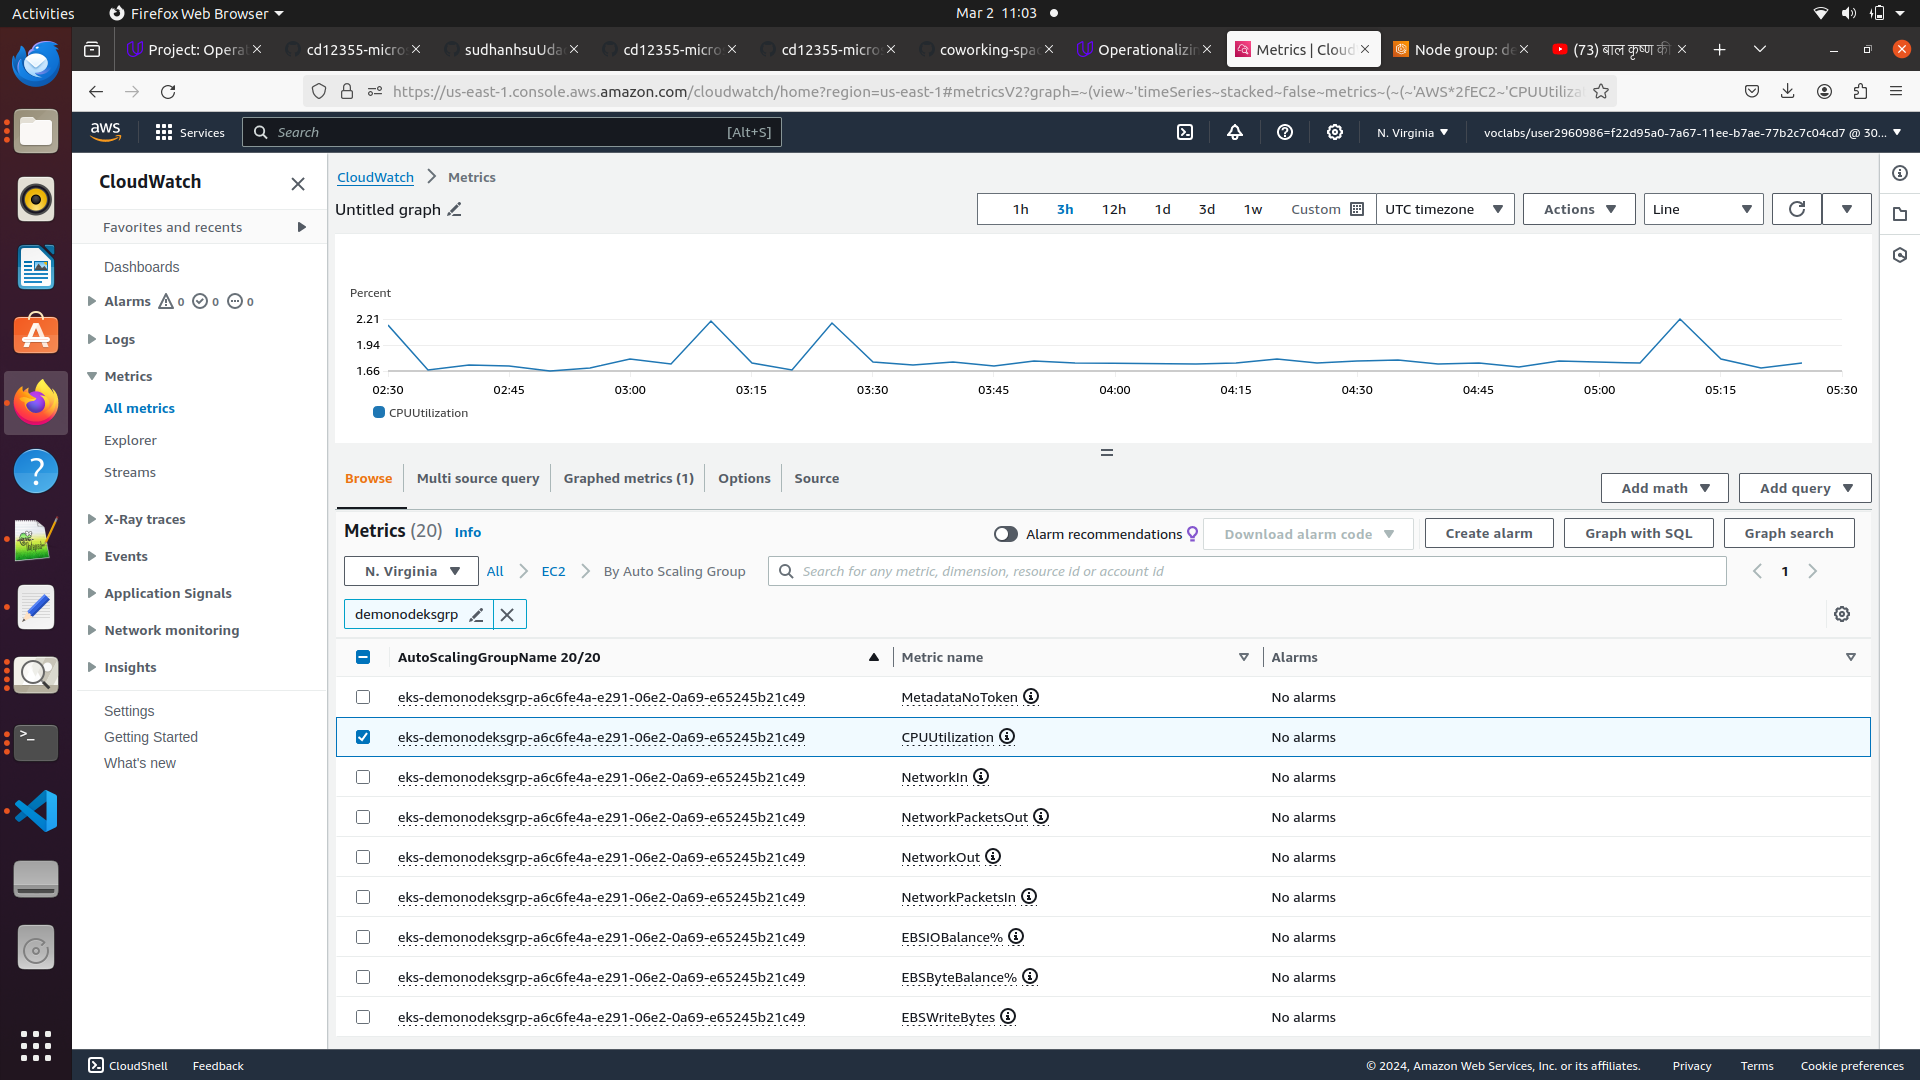 Activities
Firefox Web Browser
Mar 2 11:03
Project: Operat
cd12355-micro
sudhanshuUda
cd12355-micro
cd12355-micro
coworking-spa
Operationalizin
Metrics | Cloud
Node group: de
(73) बाल कृष्ण की
https://us-east-1.console.aws.amazon.com/cloudwatch/home?region=us-east-1#metricsV2?graph=~(view~'timeSeries~stacked~false~metrics~(~(~'AWS*2fEC2~'CPUUtiliza
aws
Services
Search
[Alt+S]
N. Virginia
voclabs/user2960986=f22d95a0-7a67-11ee-b7ae-77b2c7c04cd7 @ 30...
CloudWatch
Favorites and recents
Dashboards
Alarms 0 0 0
Logs
Metrics
All metrics
Explorer
Streams
X-Ray traces
Events
Application Signals
Network monitoring
Insights
Settings
Getting Started
What's new
CloudWatch > Metrics
Untitled graph
1h 3h 12h 1d 3d 1w Custom
UTC timezone
Actions
Line
Percent
2.21
1.94
1.66
02:30 02:45 03:00 03:15 03:30 03:45 04:00 04:15 04:30 04:45 05:00 05:15 05:30
CPUUtilization
Browse
Multi source query
Graphed metrics (1)
Options
Source
Add math
Add query
Metrics (20) Info
Alarm recommendations
Download alarm code
Create alarm
Graph with SQL
Graph search
N. Virginia
All > EC2 > By Auto Scaling Group
Search for any metric, dimension, resource id or account id
1
demonodeksgrp
AutoScalingGroupName 20/20 Metric name Alarms
eks-demonodeksgrp-a6c6fe4a-e291-06e2-0a69-e65245b21c49 MetadataNoToken No alarms
eks-demonodeksgrp-a6c6fe4a-e291-06e2-0a69-e65245b21c49 CPUUtilization No alarms
eks-demonodeksgrp-a6c6fe4a-e291-06e2-0a69-e65245b21c49 NetworkIn No alarms
eks-demonodeksgrp-a6c6fe4a-e291-06e2-0a69-e65245b21c49 NetworkPacketsOut No alarms
eks-demonodeksgrp-a6c6fe4a-e291-06e2-0a69-e65245b21c49 NetworkOut No alarms
eks-demonodeksgrp-a6c6fe4a-e291-06e2-0a69-e65245b21c49 NetworkPacketsIn No alarms
eks-demonodeksgrp-a6c6fe4a-e291-06e2-0a69-e65245b21c49 EBSIOBalance% No alarms
eks-demonodeksgrp-a6c6fe4a-e291-06e2-0a69-e65245b21c49 EBSByteBalance% No alarms
eks-demonodeksgrp-a6c6fe4a-e291-06e2-0a69-e65245b21c49 EBSWriteBytes No alarms
CloudShell
Feedback
© 2024, Amazon Web Services, Inc. or its affiliates.
Privacy
Terms
Cookie preferences